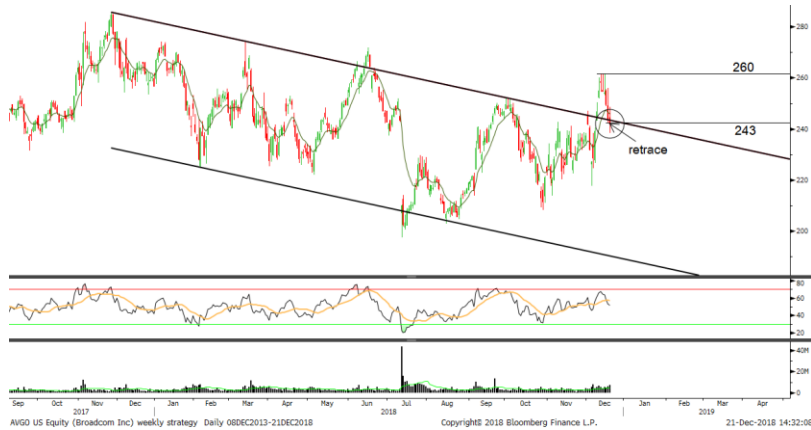 280
260
260
240
243
retrace
220
200
80
60
40
20
40M
20M
0
Sep Oct Nov Dec Jan Feb Mar Apr May Jun Jul Aug Sep Oct Nov Dec Jan Feb Mar Apr
2017 2018 2019
AVGO US Equity (Broadcom Inc) weekly strategy Daily 08DEC2013-21DEC2018 Copyright© 2018 Bloomberg Finance L.P. 21-Dec-2018 14:32:05